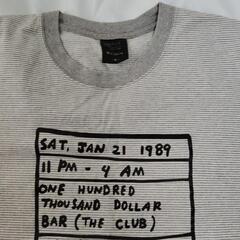 SAT, JAN 21 1989
11 PM - 4 AM
ONE HUNDRED
THOUSAND DOLLAR
BAR (THE CLUB)